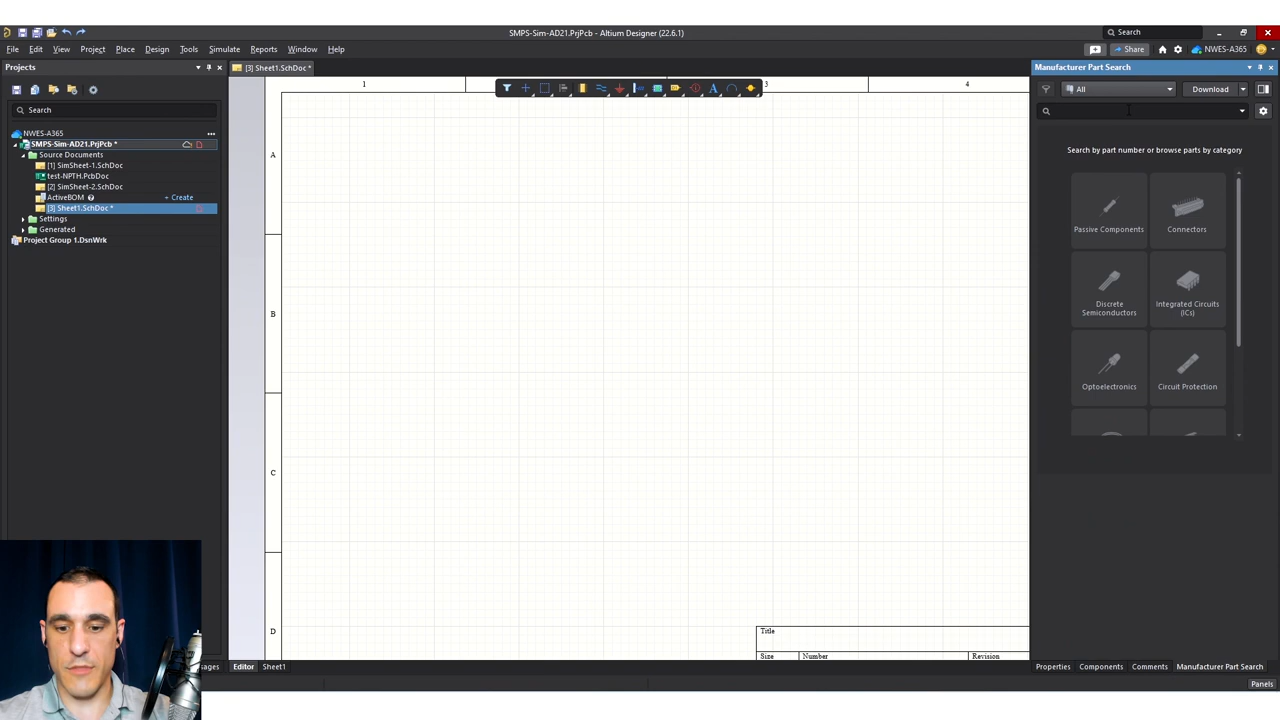 SMPS-Sim-AD21.PrjPcb - Altium Designer (22.6.1)
Search
File Edit View Project Place Design Tools Simulate Reports Window Help
Share
NWES-A365
Projects
[3] Sheet1.SchDoc *
Manufacturer Part Search
All
Download
Search
NWES-A365
SMPS-Sim-AD21.PrjPcb *
Source Documents
[1] SimSheet-1.SchDoc
test-NPTH.PcbDoc
[2] SimSheet-2.SchDoc
ActiveBOM
+ Create
[3] Sheet1.SchDoc *
Settings
Generated
Project Group 1.DsnWrk
1
3
4
A
B
C
D
Title
Size
Number
Revision
Search by part number or browse parts by category
Passive Components
Connectors
Discrete Semiconductors
Integrated Circuits (ICs)
Optoelectronics
Circuit Protection
Editor Sheet1
Properties Components Comments Manufacturer Part Search
Panels